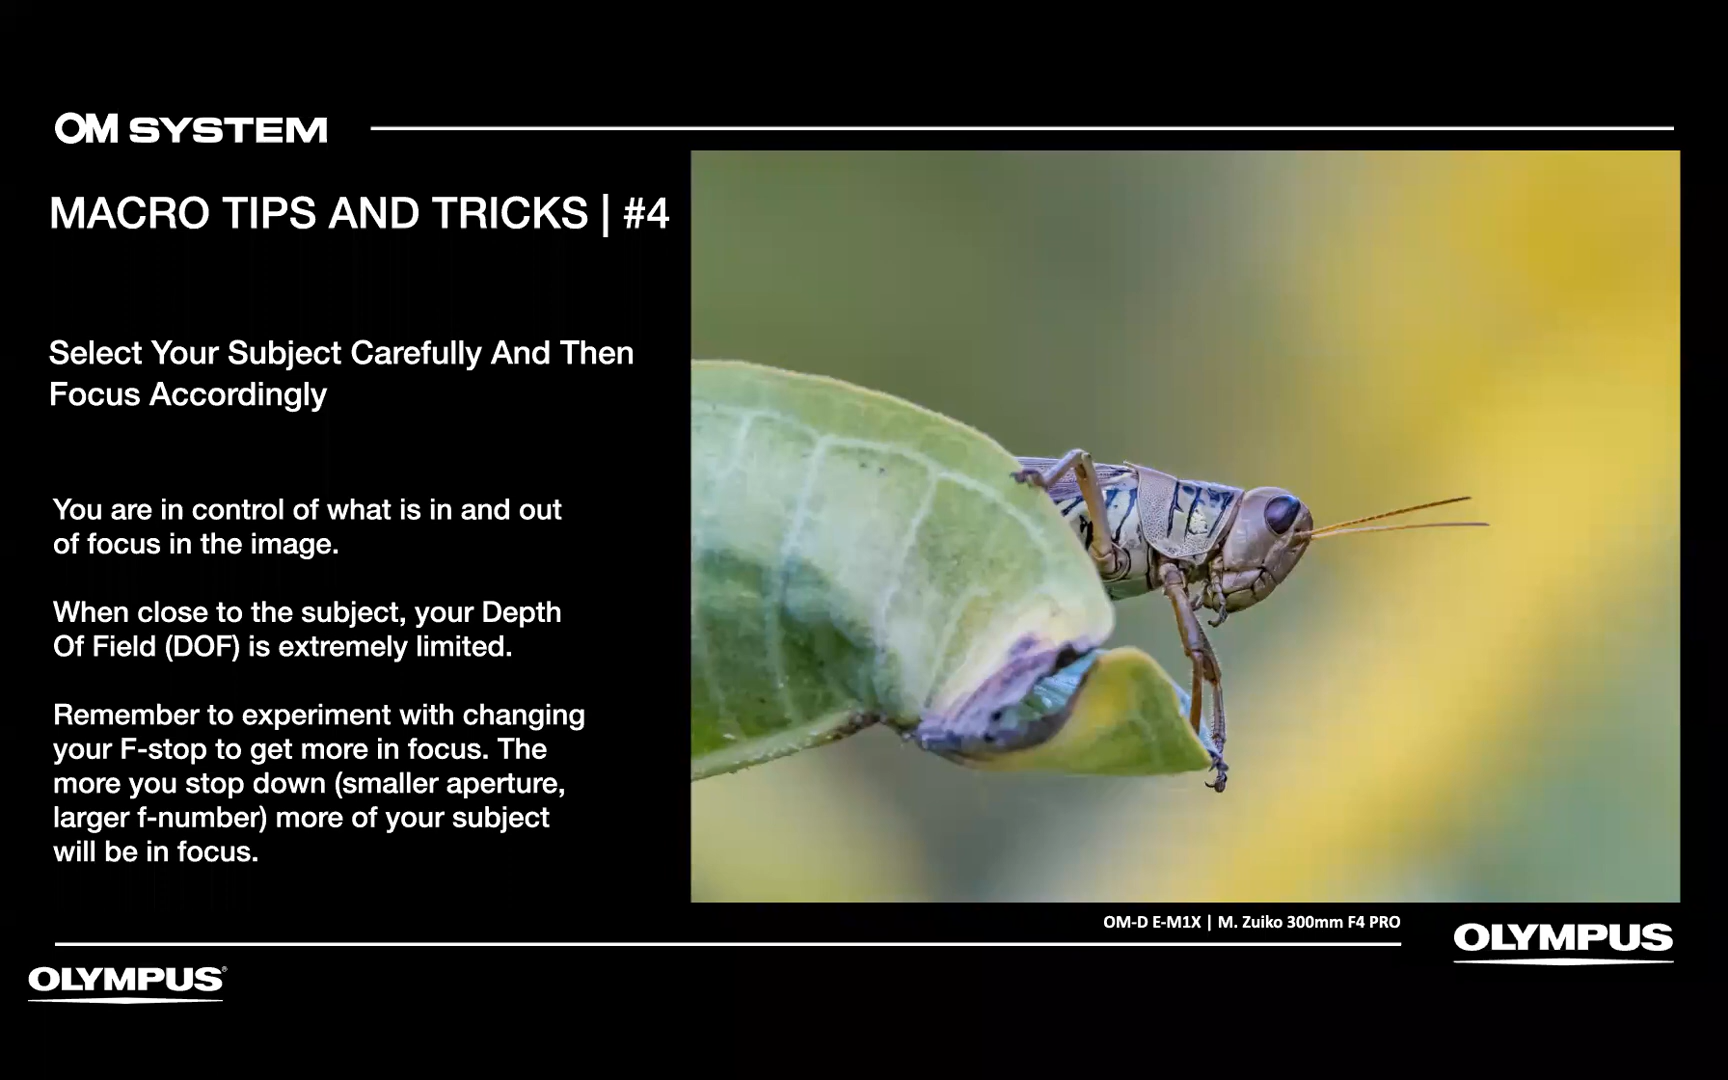 OM SYSTEM
MACRO TIPS AND TRICKS | #4
Select Your Subject Carefully And Then
Focus Accordingly
You are in control of what is in and out
of focus in the image.
When close to the subject, your Depth
Of Field (DOF) is extremely limited.
Remember to experiment with changing
your F-stop to get more in focus. The
more you stop down (smaller aperture,
larger f-number) more of your subject
will be in focus.
OM-D E-M1X | M. Zuiko 300mm F4 PRO
OLYMPUS
OLYMPUS®